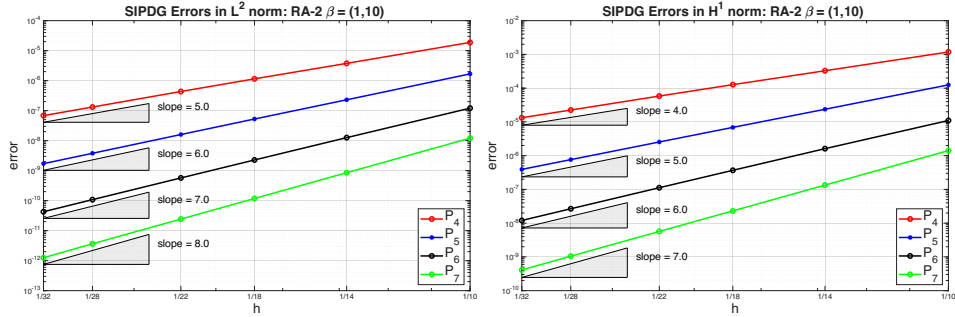 SIPDG Errors in L² norm: RA-2 β = (1,10)
10⁻⁴
10⁻⁵
10⁻⁶
10⁻⁷
10⁻⁸
10⁻⁹
10⁻¹⁰
10⁻¹¹
10⁻¹²
10⁻¹³
error
slope = 5.0
slope = 6.0
slope = 7.0
slope = 8.0
P₄
P₅
P₆
P₇
1/32 1/28 1/22 1/18 1/14 1/10
h
SIPDG Errors in H¹ norm: RA-2 β = (1,10)
10⁻²
10⁻³
10⁻⁴
10⁻⁵
10⁻⁶
10⁻⁷
10⁻⁸
10⁻⁹
10⁻¹⁰
error
slope = 4.0
slope = 5.0
slope = 6.0
slope = 7.0
P₄
P₅
P₆
P₇
1/32 1/28 1/22 1/18 1/14 1/10
h